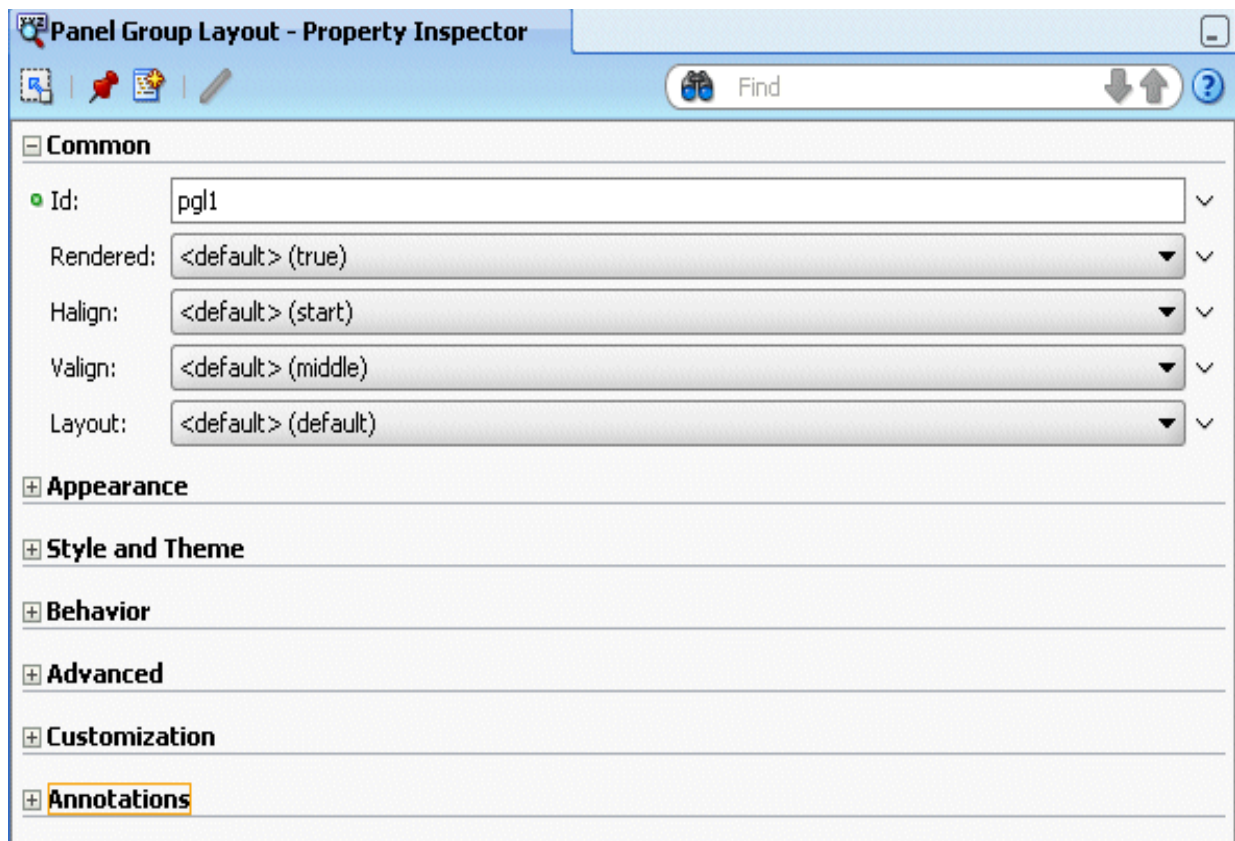 Panel Group Layout - Property Inspector
Find
Common
Id: pgl1
Rendered: <default> (true)
Halign: <default> (start)
Valign: <default> (middle)
Layout: <default> (default)
Appearance
Style and Theme
Behavior
Advanced
Customization
Annotations